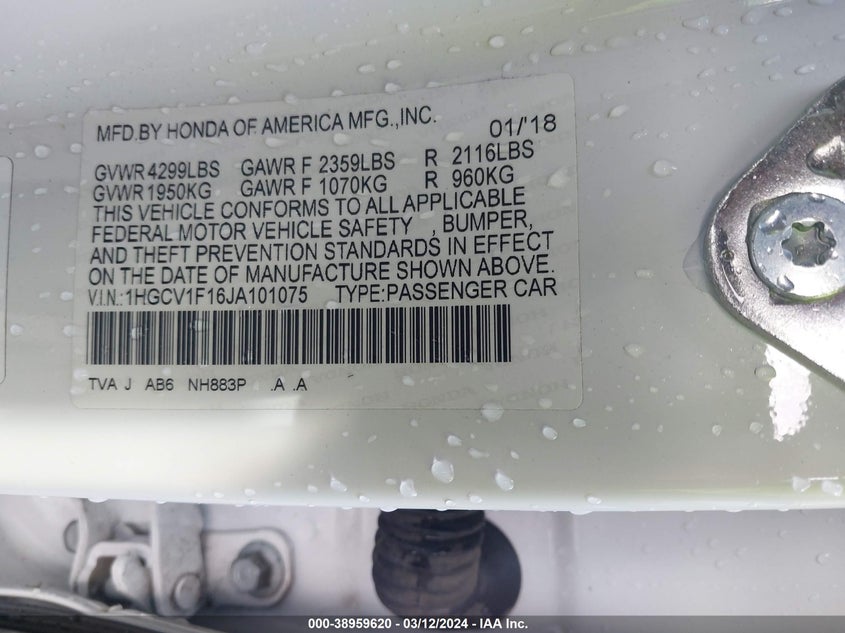 MFD.BY HONDA OF AMERICA MFG.,INC. 01/'18
GVWR 4299LBS GAWR F 2359LBS R 2116LBS
GVWR 1950KG GAWR F 1070KG R 960KG
THIS VEHICLE CONFORMS TO ALL APPLICABLE
FEDERAL MOTOR VEHICLE SAFETY , BUMPER,
AND THEFT PREVENTION STANDARDS IN EFFECT
ON THE DATE OF MANUFACTURE SHOWN ABOVE.
V.I.N.:1HGCV1F16JA101075 TYPE:PASSENGER CAR
TVA J AB6 NH883P .A .A
000-38959620 — 03/12/2024 — IAA Inc.